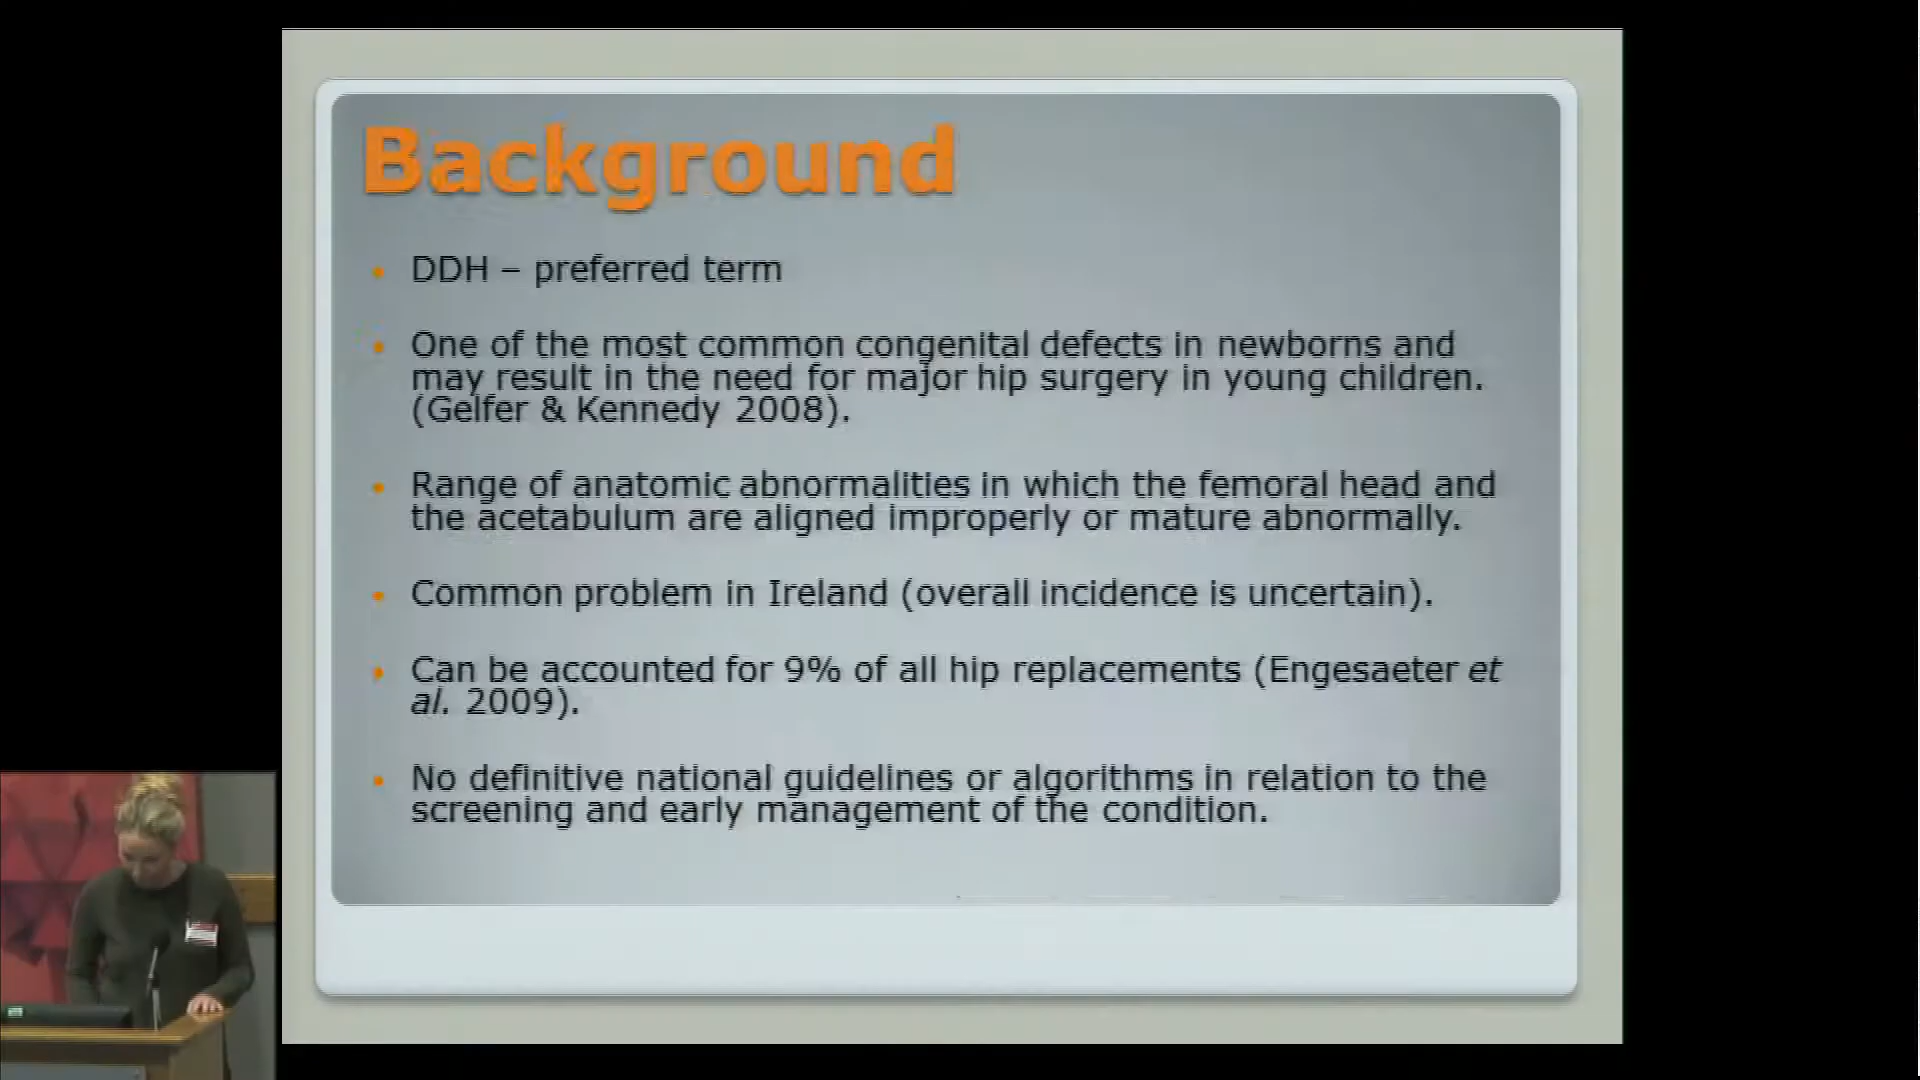 Background
DDH – preferred term
One of the most common congenital defects in newborns and
may result in the need for major hip surgery in young children.
(Gelfer & Kennedy 2008).
Range of anatomic abnormalities in which the femoral head and
the acetabulum are aligned improperly or mature abnormally.
Common problem in Ireland (overall incidence is uncertain).
Can be accounted for 9% of all hip replacements (Engesaeter et
al. 2009).
No definitive national guidelines or algorithms in relation to the
screening and early management of the condition.